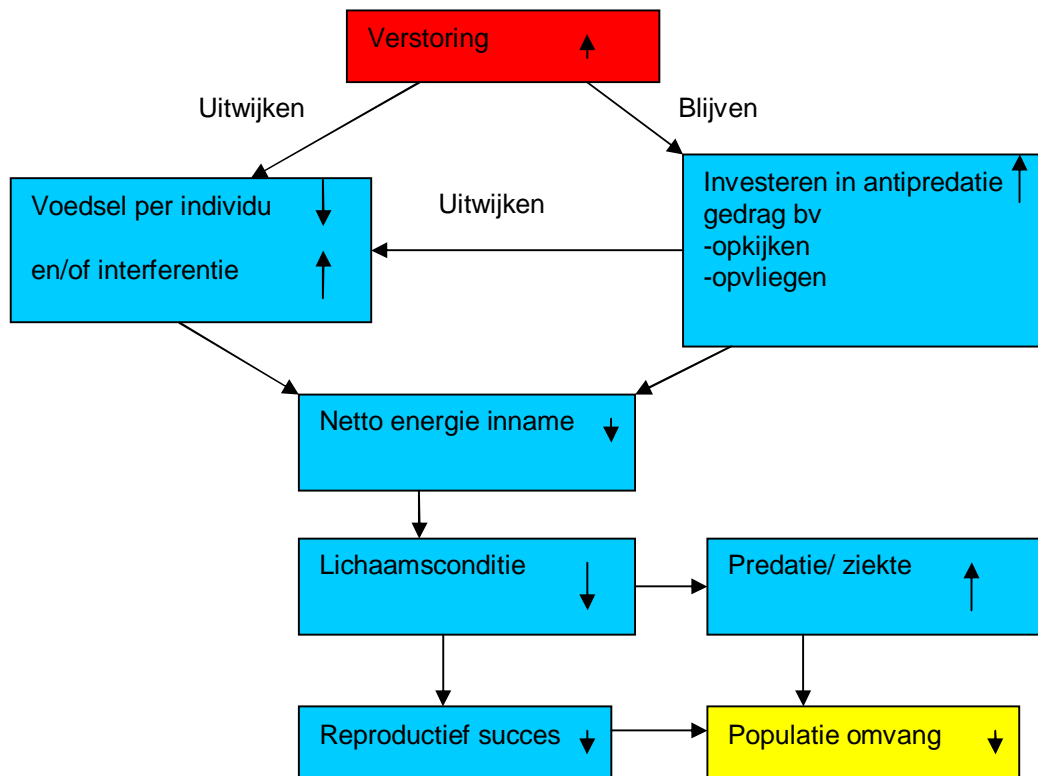 Verstoring
Uitwijken
Blijven
Voedsel per individu
en/of interferentie
Uitwijken
Investeren in antipredatie
gedrag bv
-opkijken
-opvliegen
Netto energie inname
Lichaamsconditie
Predatie/ ziekte
Reproductief succes
Populatie omvang